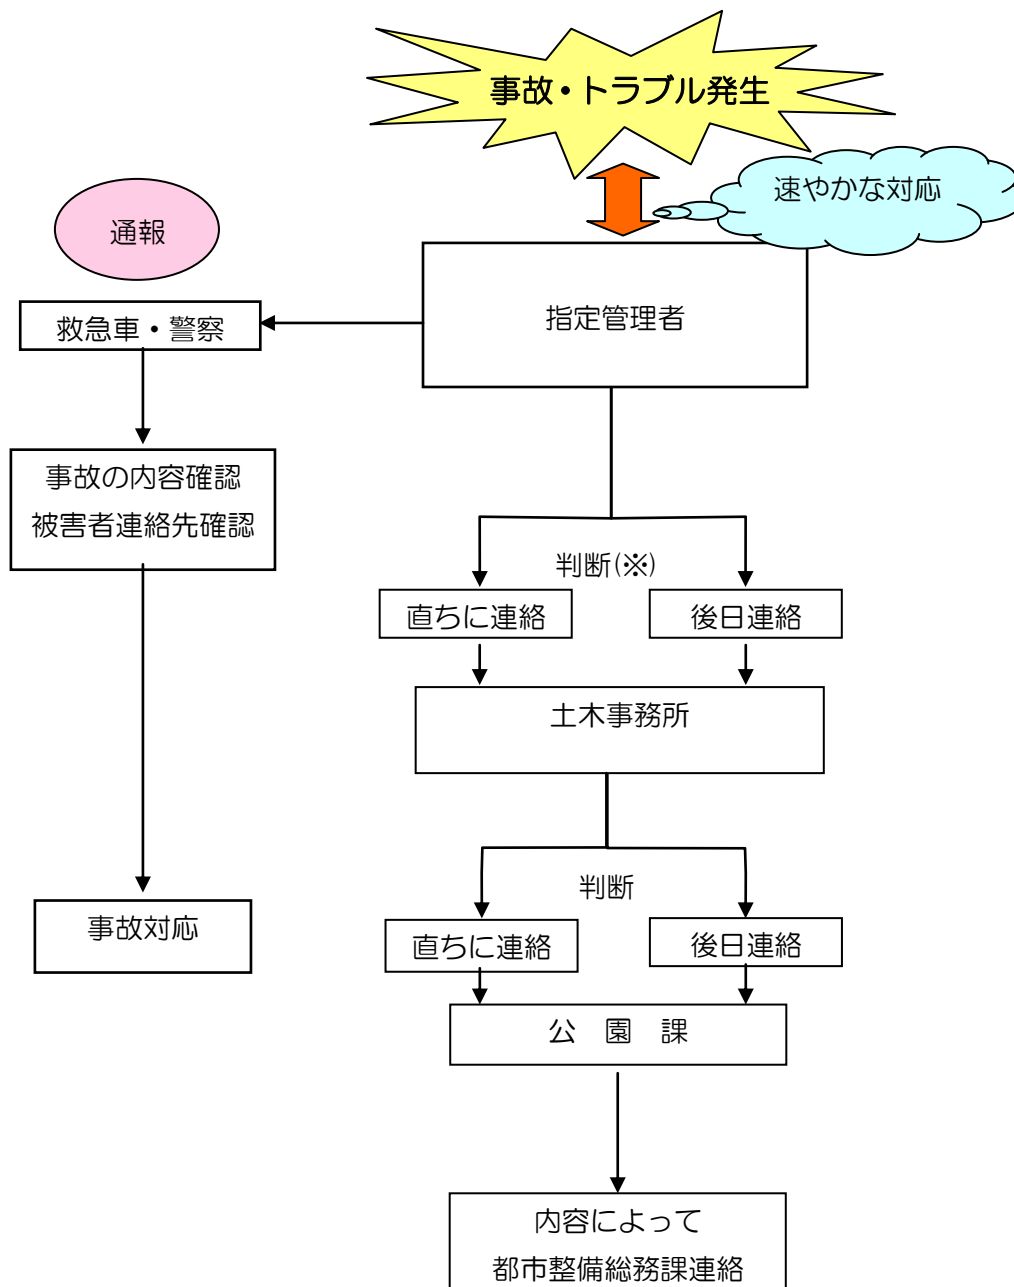 事故・トラブル発生
速やかな対応
通報
指定管理者
救急車・警察
事故の内容確認
被害者連絡先確認
判断(※)
直ちに連絡
後日連絡
土木事務所
判断
事故対応
直ちに連絡
後日連絡
公　園　課
内容によって
都市整備総務課連絡